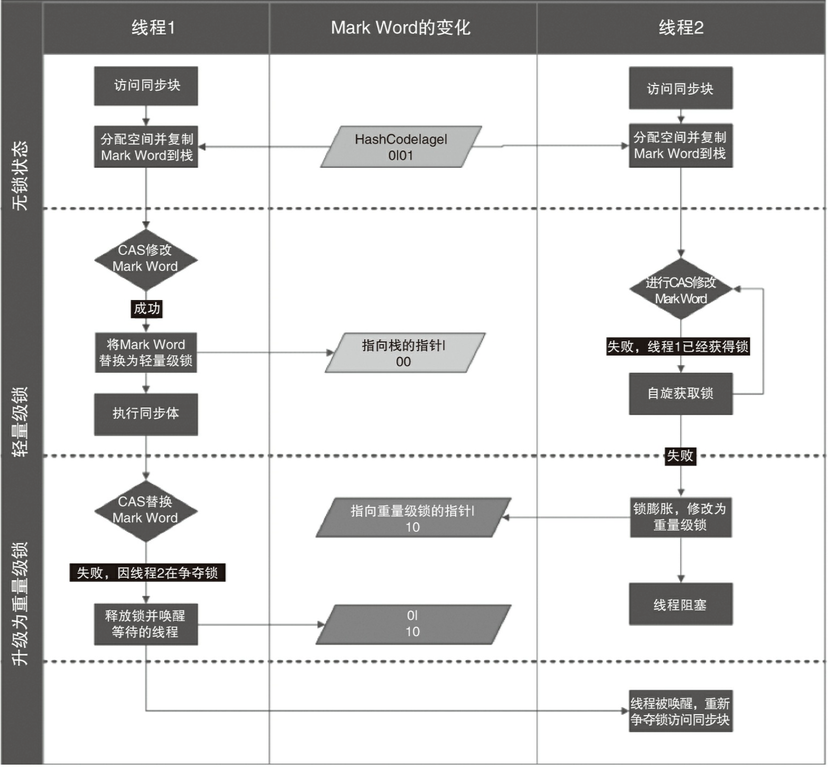 线程1
Mark Word的变化
线程2
无锁状态
访问同步块
访问同步块
分配空间并复制
Mark Word到栈
HashCodelagel
0l01
分配空间并复制
Mark Word到栈
轻量级锁
CAS修改
Mark Word
进行CAS修改
Mark Word
成功
失败，线程1已经获得锁
将Mark Word
替换为轻量级锁
指向栈的指针l
00
自旋获取锁
执行同步体
失败
升级为重量级锁
CAS替换
Mark Word
指向重量级锁的指针l
10
锁膨胀，修改为
重量级锁
失败，因线程2在争夺锁
释放锁并唤醒
等待的线程
0l
10
线程阻塞
线程被唤醒，重新
争夺锁访问同步块